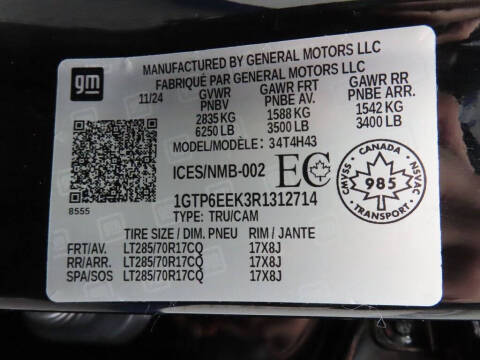 gm
MANUFACTURED BY GENERAL MOTORS LLC
FABRIQUÉ PAR GENERAL MOTORS LLC
11/24 GVWR GAWR FRT GAWR RR
PNBV PNBE AV. PNBE ARR.
2835 KG 1588 KG 1542 KG
6250 LB 3500 LB 3400 LB
MODEL/MODÈLE: 34T4H43
ICES/NMB-002 EC
8555
1GTP6EEK3R1312714
TYPE: TRU/CAM
CANADA
CMVSS 985 NSVAC
TRANSPORT
TIRE SIZE / DIM. PNEU RIM / JANTE
FRT/AV. LT285/70R17CQ 17X8J
RR/ARR. LT285/70R17CQ 17X8J
SPA/SOS LT285/70R17CQ 17X8J